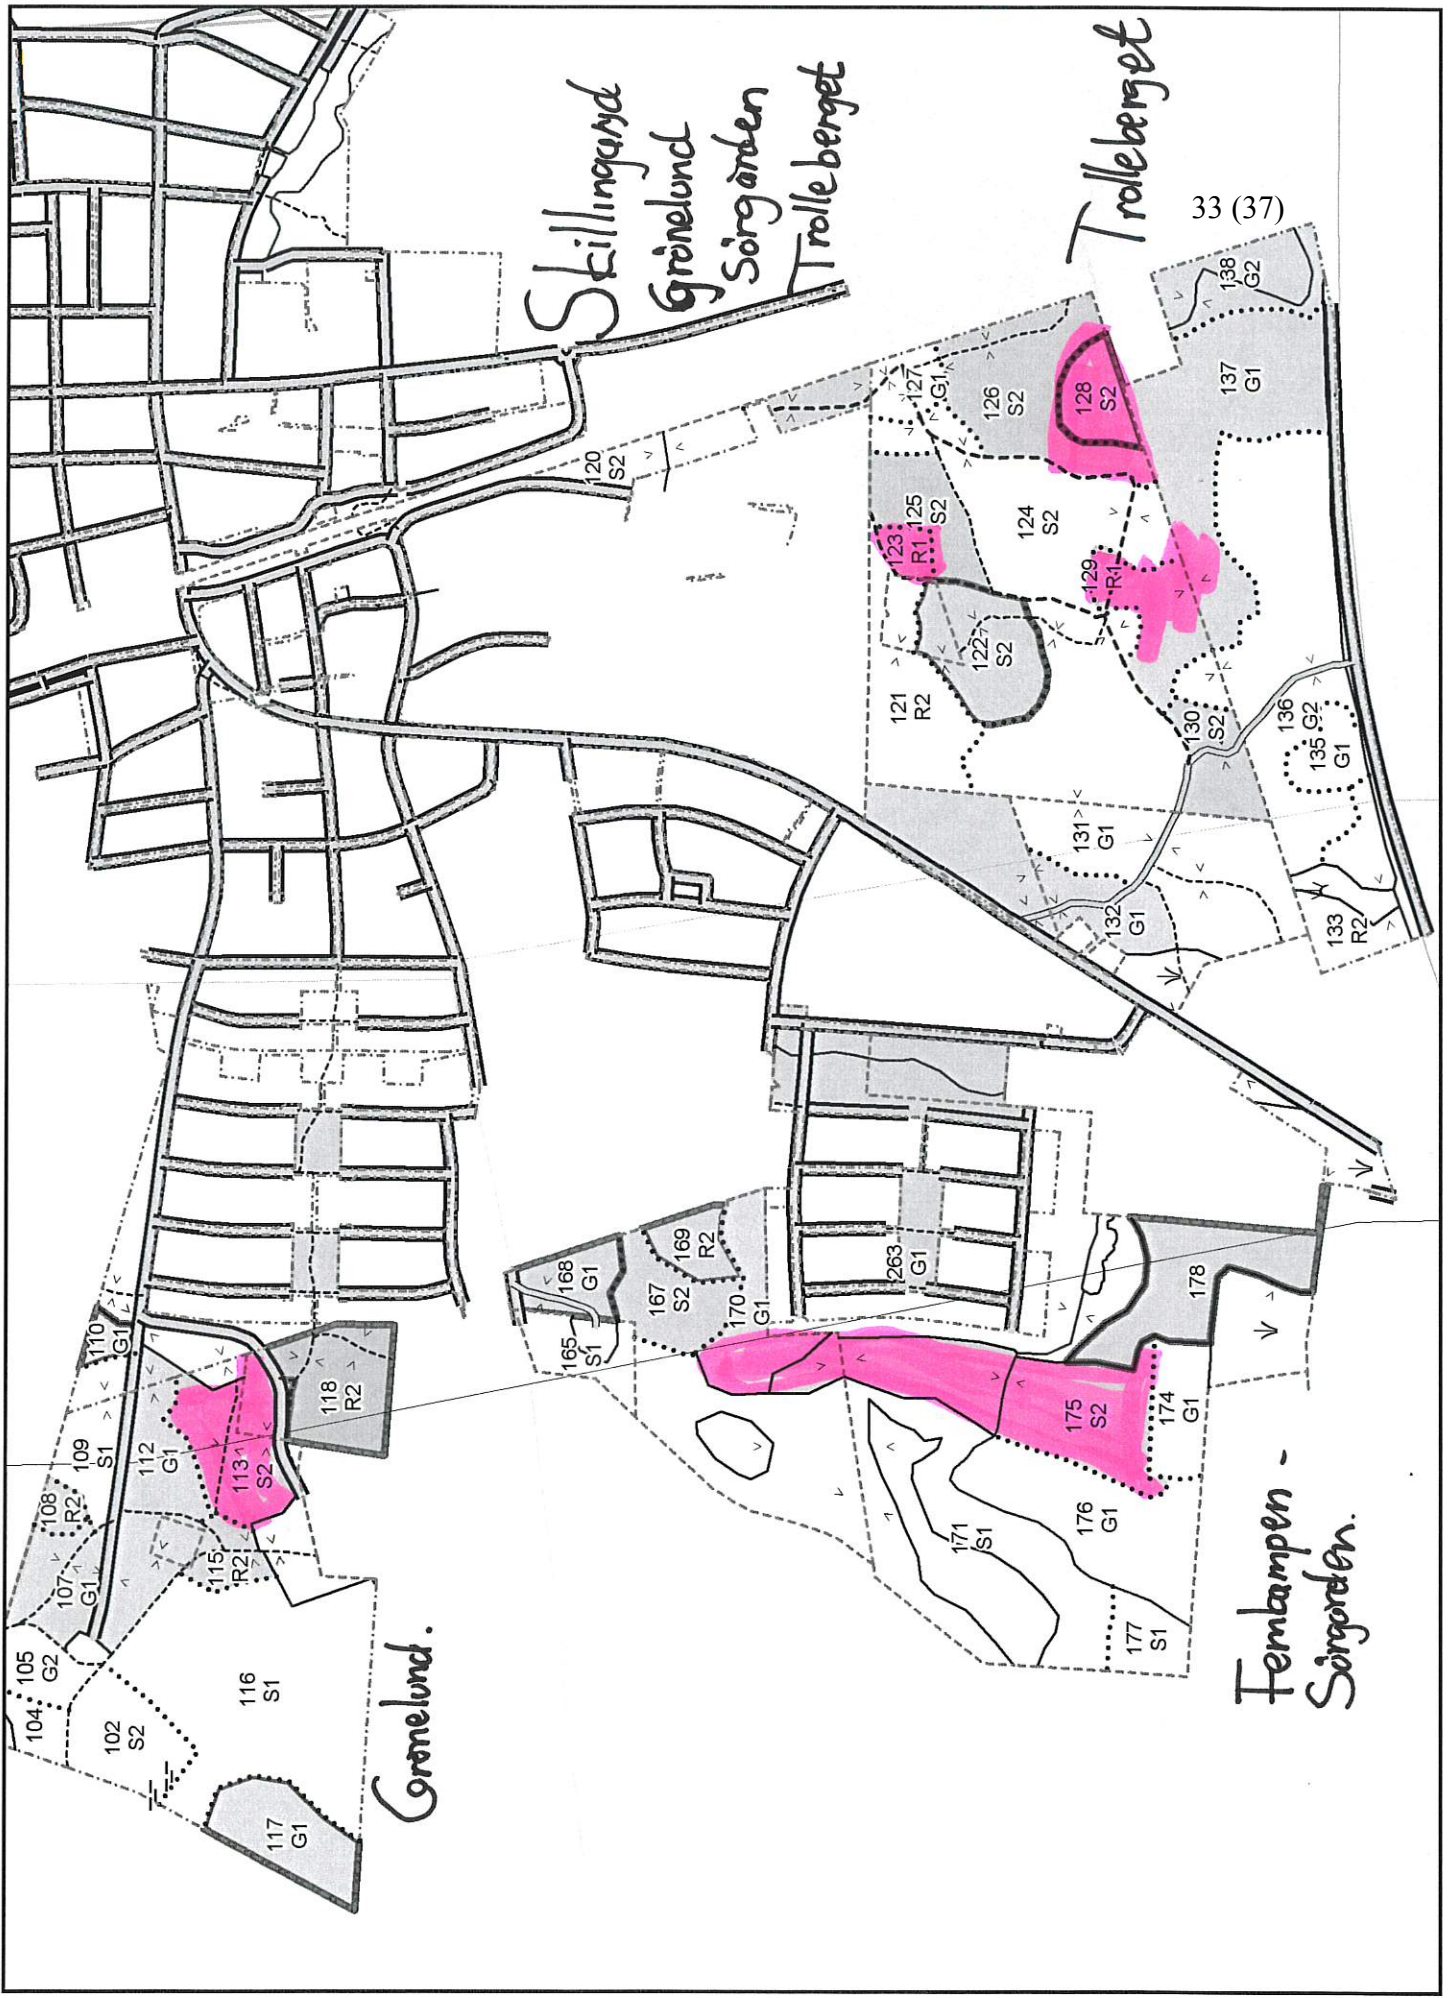 Skillingaryd
Grönelund
Sörgården
Trolleberget
Trolleberget
33 (37)
138
G2
137
G1
128
S2
127
G1
126
S2
120
S2
125
S2
123
R1
124
S2
129
R1
122
S2
121
R2
130
S2
136
G2
135
G1
131
G1
132
G1
133
R2
263
G1
168
G1
169
R2
167
S2
170
G1
165
S1
178
175
S2
174
G1
176
G1
171
S1
177
S1
110
G1
118
R2
109
S1
112
G1
113
S2
108
R2
115
R2
107
G1
105
G2
104
102
S2
116
S1
117
G1
Grönelund.
Sörgården.